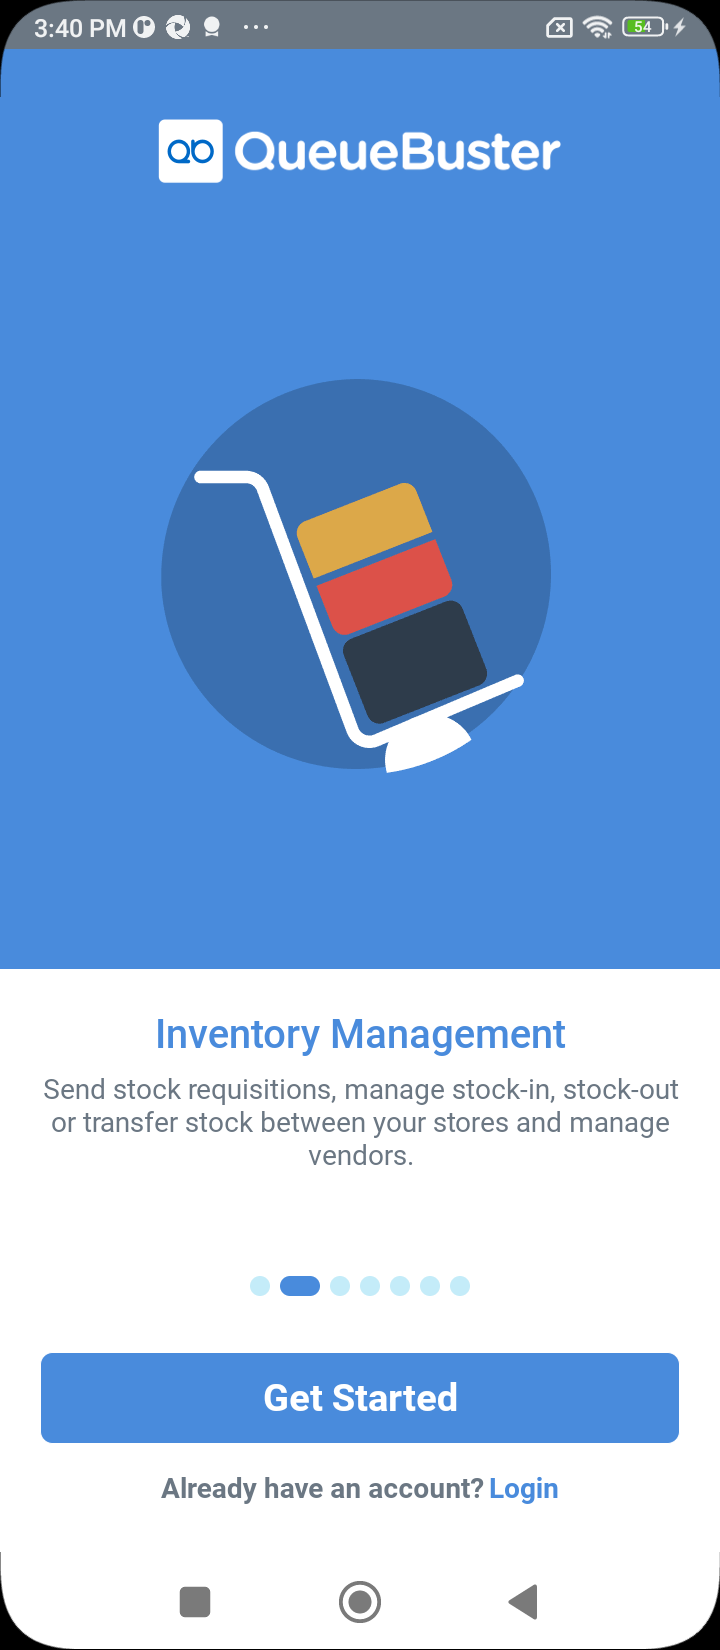 3:40 PM
54
QueueBuster
Inventory Management
Send stock requisitions, manage stock-in, stock-out
or transfer stock between your stores and manage
vendors.
Get Started
Already have an account? Login